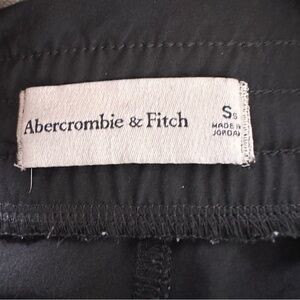 Abercrombie & Fitch
S S
MADE IN
JORDAN